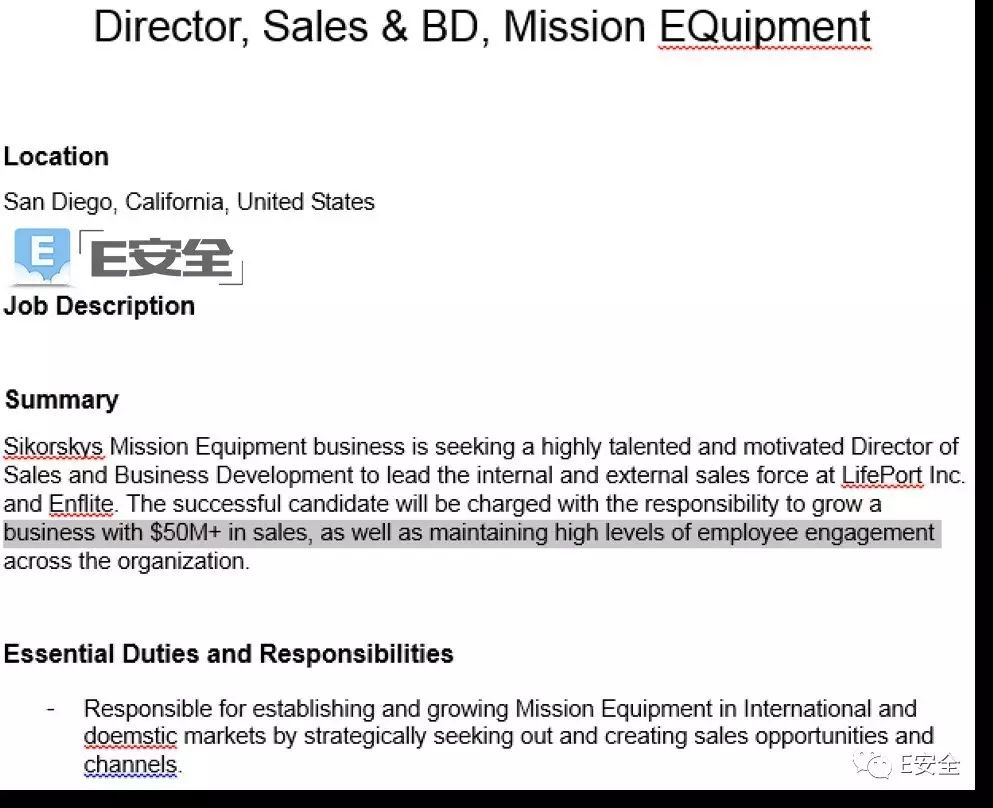 Director, Sales & BD, Mission EQuipment
Location
San Diego, California, United States
E E安全
Job Description
Summary
Sikorskys Mission Equipment business is seeking a highly talented and motivated Director of
Sales and Business Development to lead the internal and external sales force at LifePort Inc.
and Enflite. The successful candidate will be charged with the responsibility to grow a
business with $50M+ in sales, as well as maintaining high levels of employee engagement
across the organization.
Essential Duties and Responsibilities
- Responsible for establishing and growing Mission Equipment in International and
doemstic markets by strategically seeking out and creating sales opportunities and
channels.
E安全